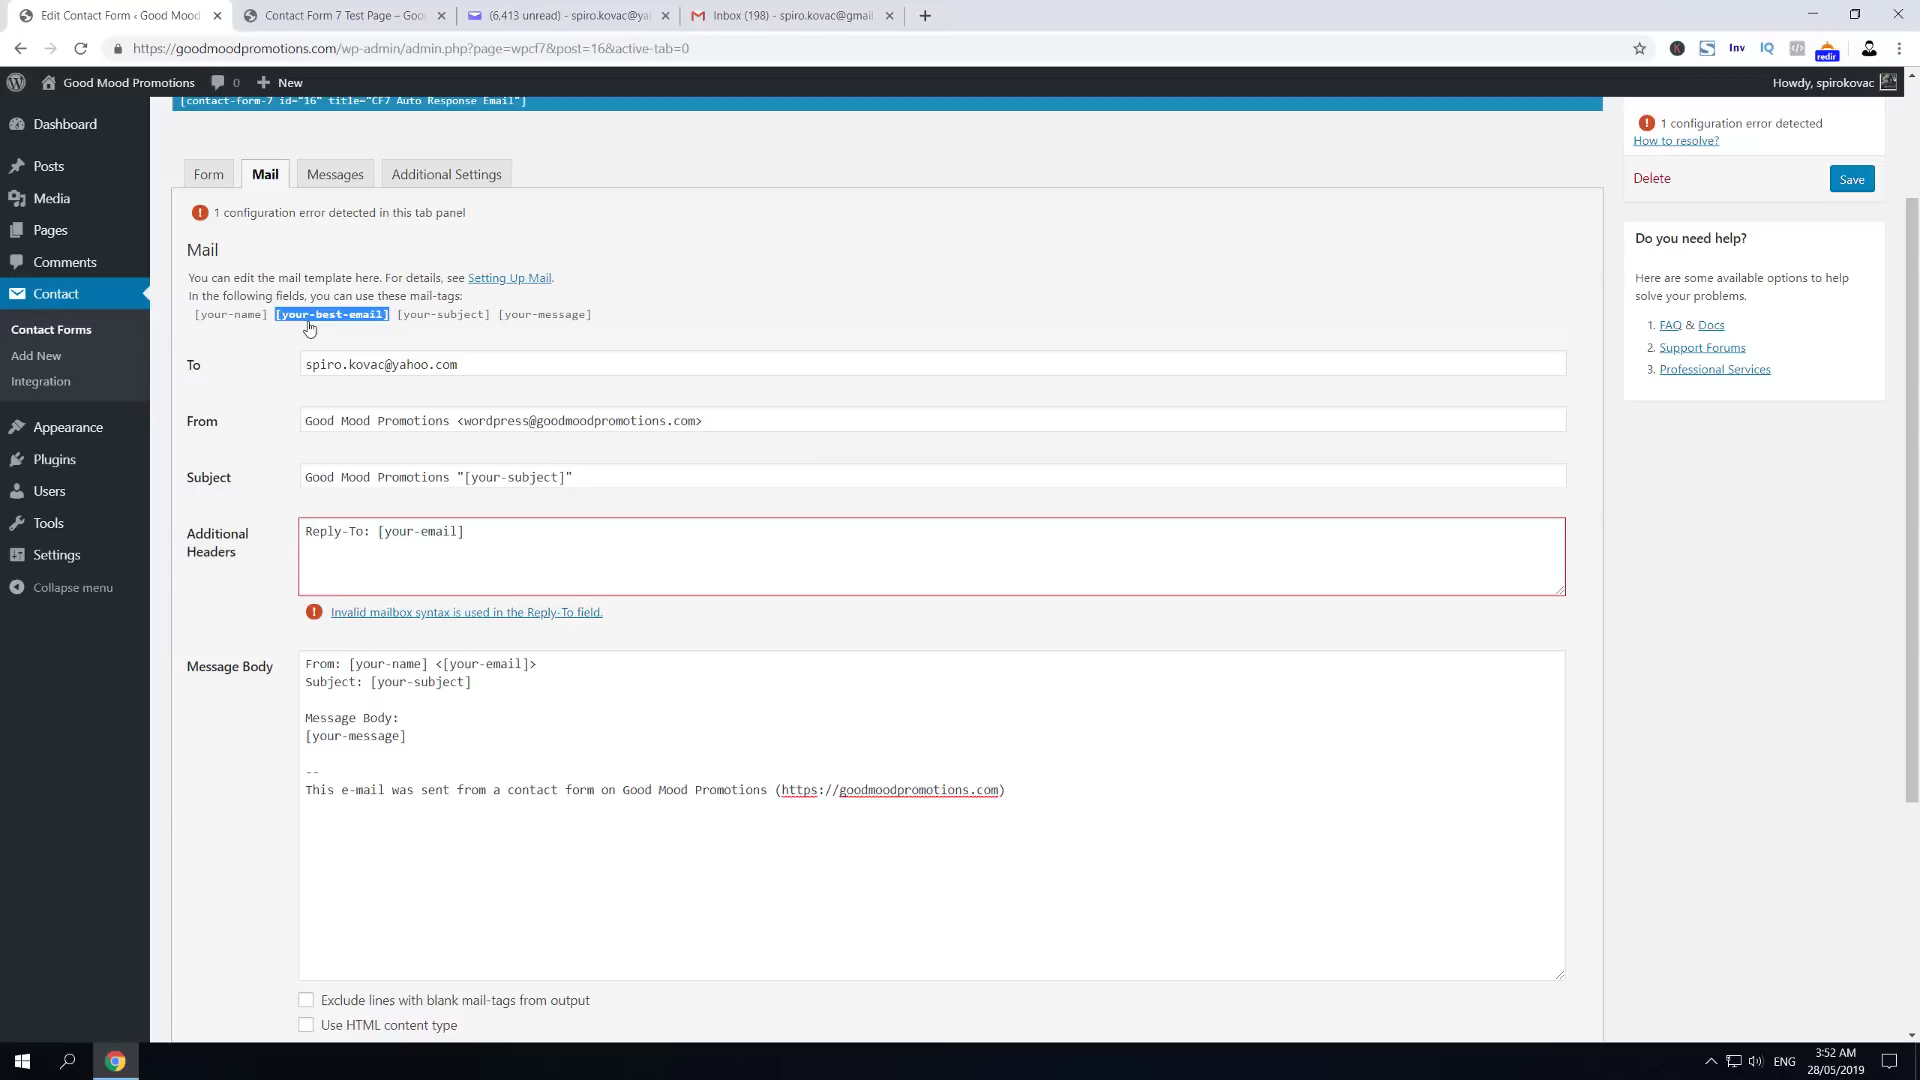 Edit Contact Form ‹ Good Mood
Contact Form 7 Test Page – Goo
(6,413 unread) - spiro.kovac@ya
Inbox (198) - spiro.kovac@gmail
https://goodmoodpromotions.com/wp-admin/admin.php?page=wpcf7&post=16&active-tab=0
Inv
IQ
redir
Good Mood Promotions
0
New
Howdy, spirokovac
Dashboard
Posts
Media
Pages
Comments
Contact
Contact Forms
Add New
Integration
Appearance
Plugins
Users
Tools
Settings
Collapse menu
[contact-form-7 id="16" title="CF7 Auto Response Email"]
Form
Mail
Messages
Additional Settings
1 configuration error detected in this tab panel
Mail
You can edit the mail template here. For details, see Setting Up Mail.
In the following fields, you can use these mail-tags:
[your-name] [your-best-email] [your-subject] [your-message]
To
spiro.kovac@yahoo.com
From
Good Mood Promotions <wordpress@goodmoodpromotions.com>
Subject
Good Mood Promotions "[your-subject]"
Additional
Headers
Reply-To: [your-email]
Invalid mailbox syntax is used in the Reply-To field.
Message Body
From: [your-name] <[your-email]>
Subject: [your-subject]
Message Body:
[your-message]
--
This e-mail was sent from a contact form on Good Mood Promotions (https://goodmoodpromotions.com)
Exclude lines with blank mail-tags from output
Use HTML content type
1 configuration error detected
How to resolve?
Delete
Save
Do you need help?
Here are some available options to help
solve your problems.
1. FAQ & Docs
2. Support Forums
3. Professional Services
ENG
3:52 AM
28/05/2019